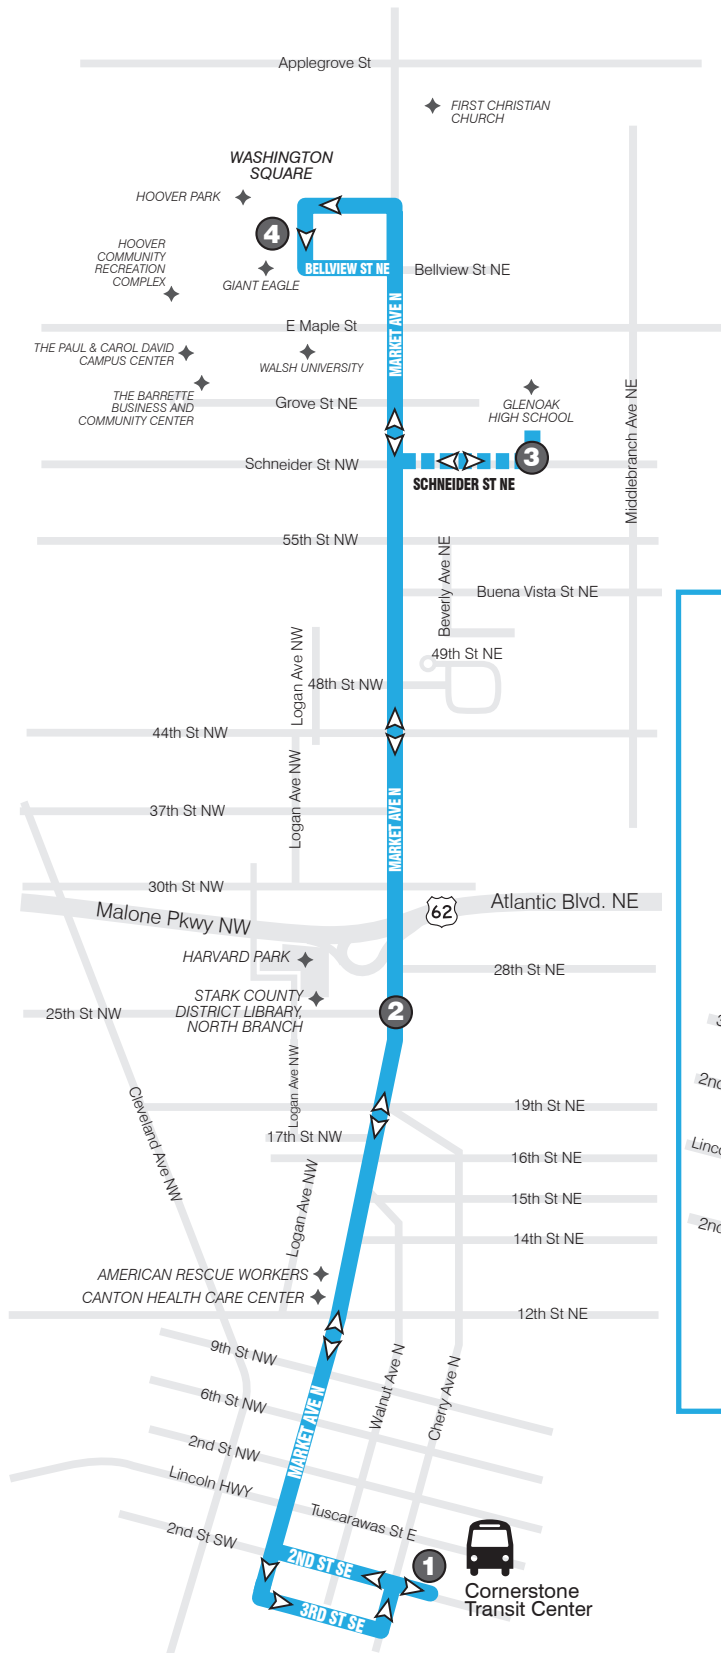 Applegrove St
FIRST CHRISTIAN
CHURCH
WASHINGTON
SQUARE
HOOVER PARK
4
HOOVER
COMMUNITY
RECREATION
COMPLEX
GIANT EAGLE
BELLVIEW ST NE
Bellview St NE
MARKET AVE N
E Maple St
THE PAUL & CAROL DAVID
CAMPUS CENTER
WALSH UNIVERSITY
THE BARRETTE
BUSINESS AND
COMMUNITY CENTER
Grove St NE
GLENOAK
HIGH SCHOOL
Middlebranch Ave NE
Schneider St NW
3
SCHNEIDER ST NE
55th St NW
Beverly Ave NE
Buena Vista St NE
Logan Ave NW
49th St NE
48th St NW
44th St NW
Logan Ave NW
MARKET AVE N
37th St NW
30th St NW
Malone Pkwy NW
62
Atlantic Blvd. NE
HARVARD PARK
28th St NE
STARK COUNTY
DISTRICT LIBRARY,
NORTH BRANCH
25th St NW
2
3
Logan Ave NW
2nd
Cleveland Ave NW
19th St NE
17th St NW
Linco
16th St NE
Logan Ave NW
15th St NE
2nd
14th St NE
AMERICAN RESCUE WORKERS
CANTON HEALTH CARE CENTER
12th St NE
9th St NW
Walnut Ave N
Cherry Ave N
6th St NW
MARKET AVE N
2nd St NW
Lincoln HWY
Tuscarawas St E
2nd St SW
2ND ST SE
1
Cornerstone
Transit Center
3RD ST SE